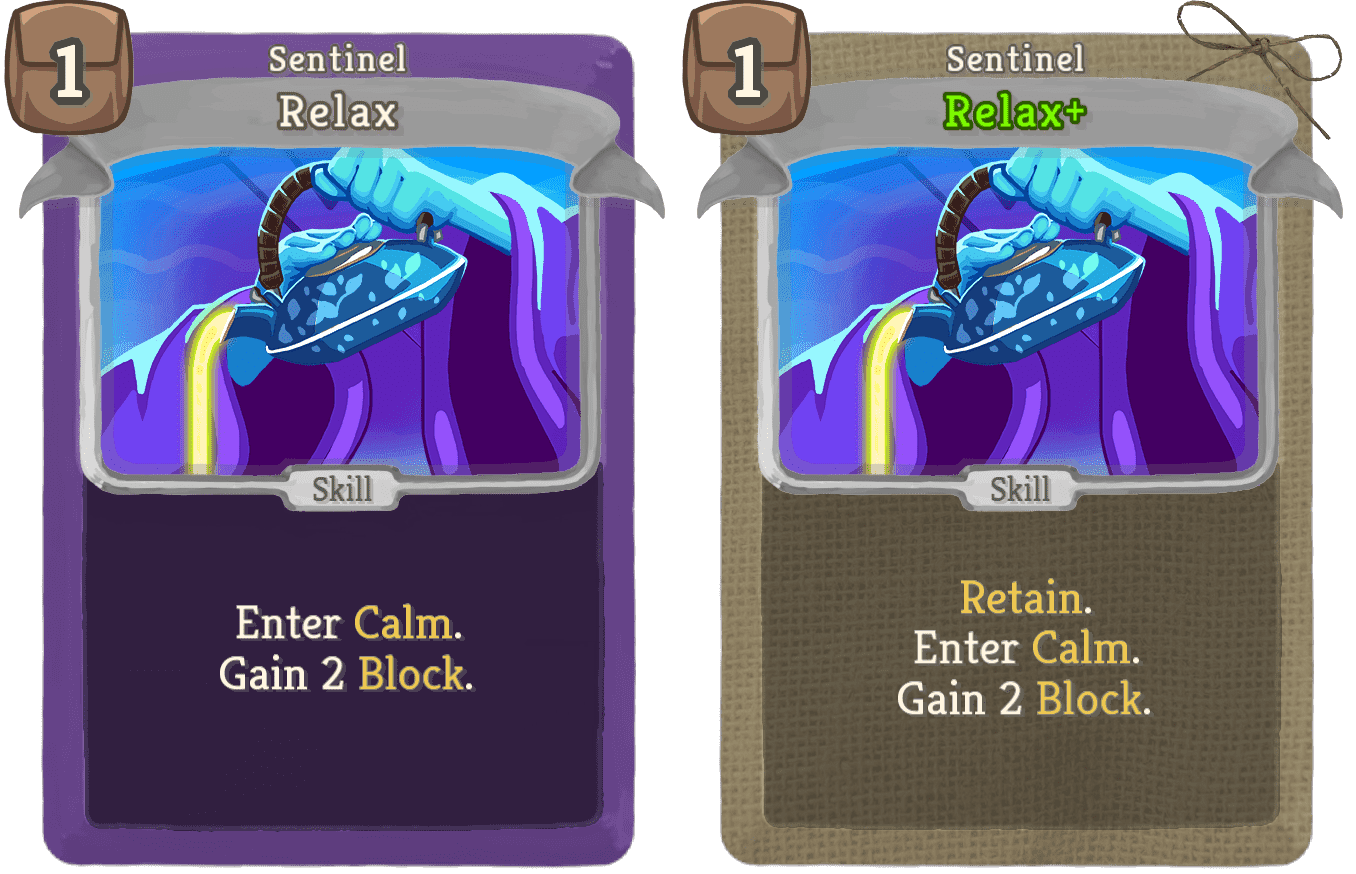 1
Sentinel
Relax
Skill
Enter Calm.
Gain 2 Block.
1
Sentinel
Relax+
Skill
Retain.
Enter Calm.
Gain 2 Block.